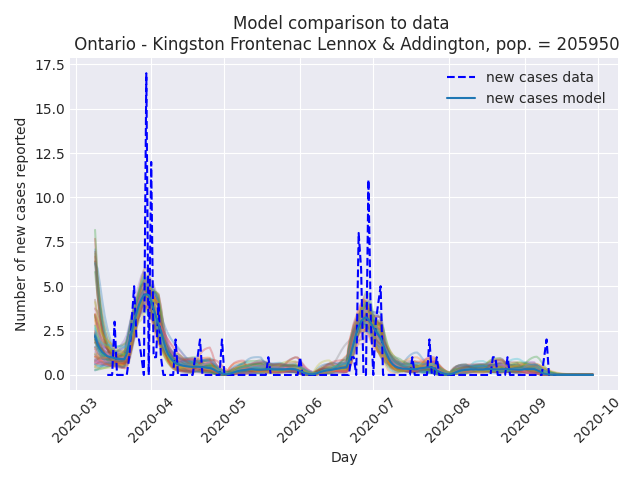 Model comparison to data
Ontario - Kingston Frontenac Lennox & Addington, pop. = 205950
new cases data
new cases model
Number of new cases reported
17.5
15.0
12.5
10.0
7.5
5.0
2.5
0.0
2020-03
2020-04
2020-05
2020-06
2020-07
2020-08
2020-09
2020-10
Day